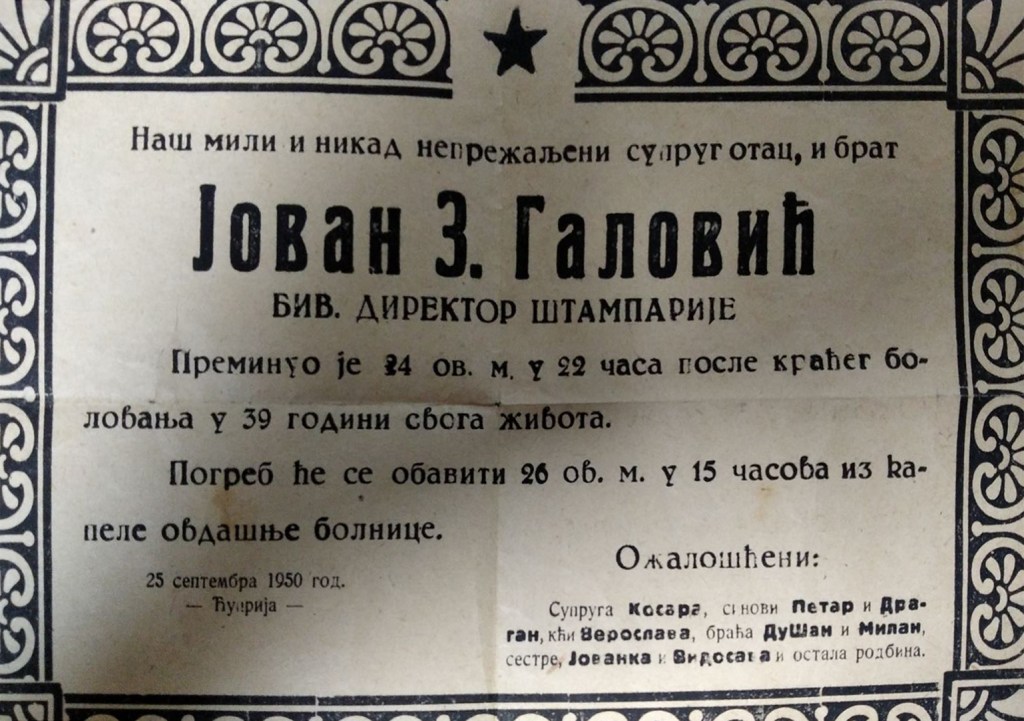 Наш мили и никад непрежаљени супруг отац, и брат
Јован З. Галовић
БИВ. ДИРЕКТОР ШТАМПАРИЈЕ
Преминуо је 24 ов. м. у 22 часа после краћег бо-
ловања у 39 години свога живота.
Погреб ће се обавити 26 ов. м. у 15 часова из ка-
пеле овдашње болнице.
25 септембра 1950 год.
— Ћуприја —
Ожалошћени:
Супруга Косара, синови Петар и Дра-
ган, кћи Верослава, браћа Душан и Милан,
сестре, Јованка и Видосава и остала родбина.